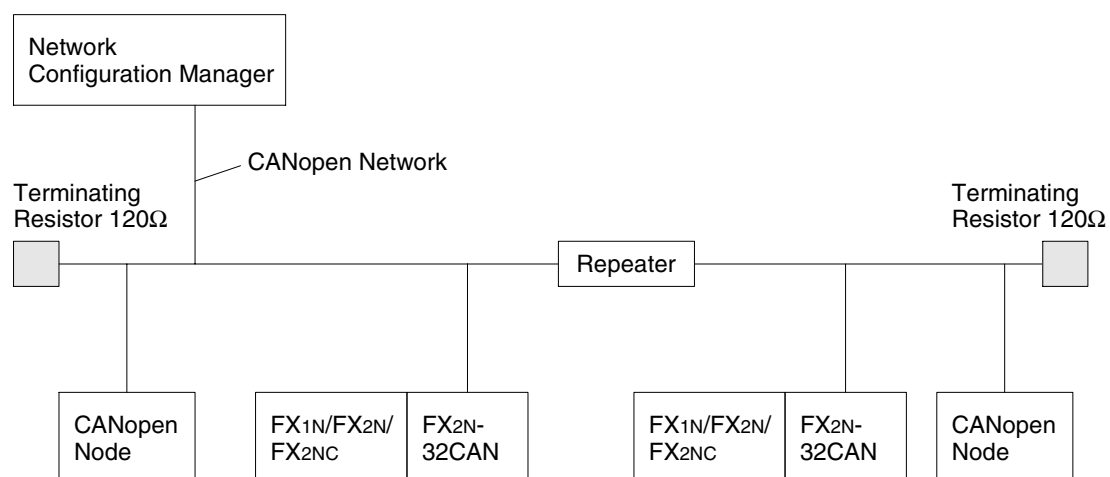 Network
Configuration Manager
CANopen Network
Terminating
Resistor 120Ω
Terminating
Resistor 120Ω
Repeater
CANopen
Node
FX1N/FX2N/
FX2NC
FX2N-
32CAN
FX1N/FX2N/
FX2NC
FX2N-
32CAN
CANopen
Node